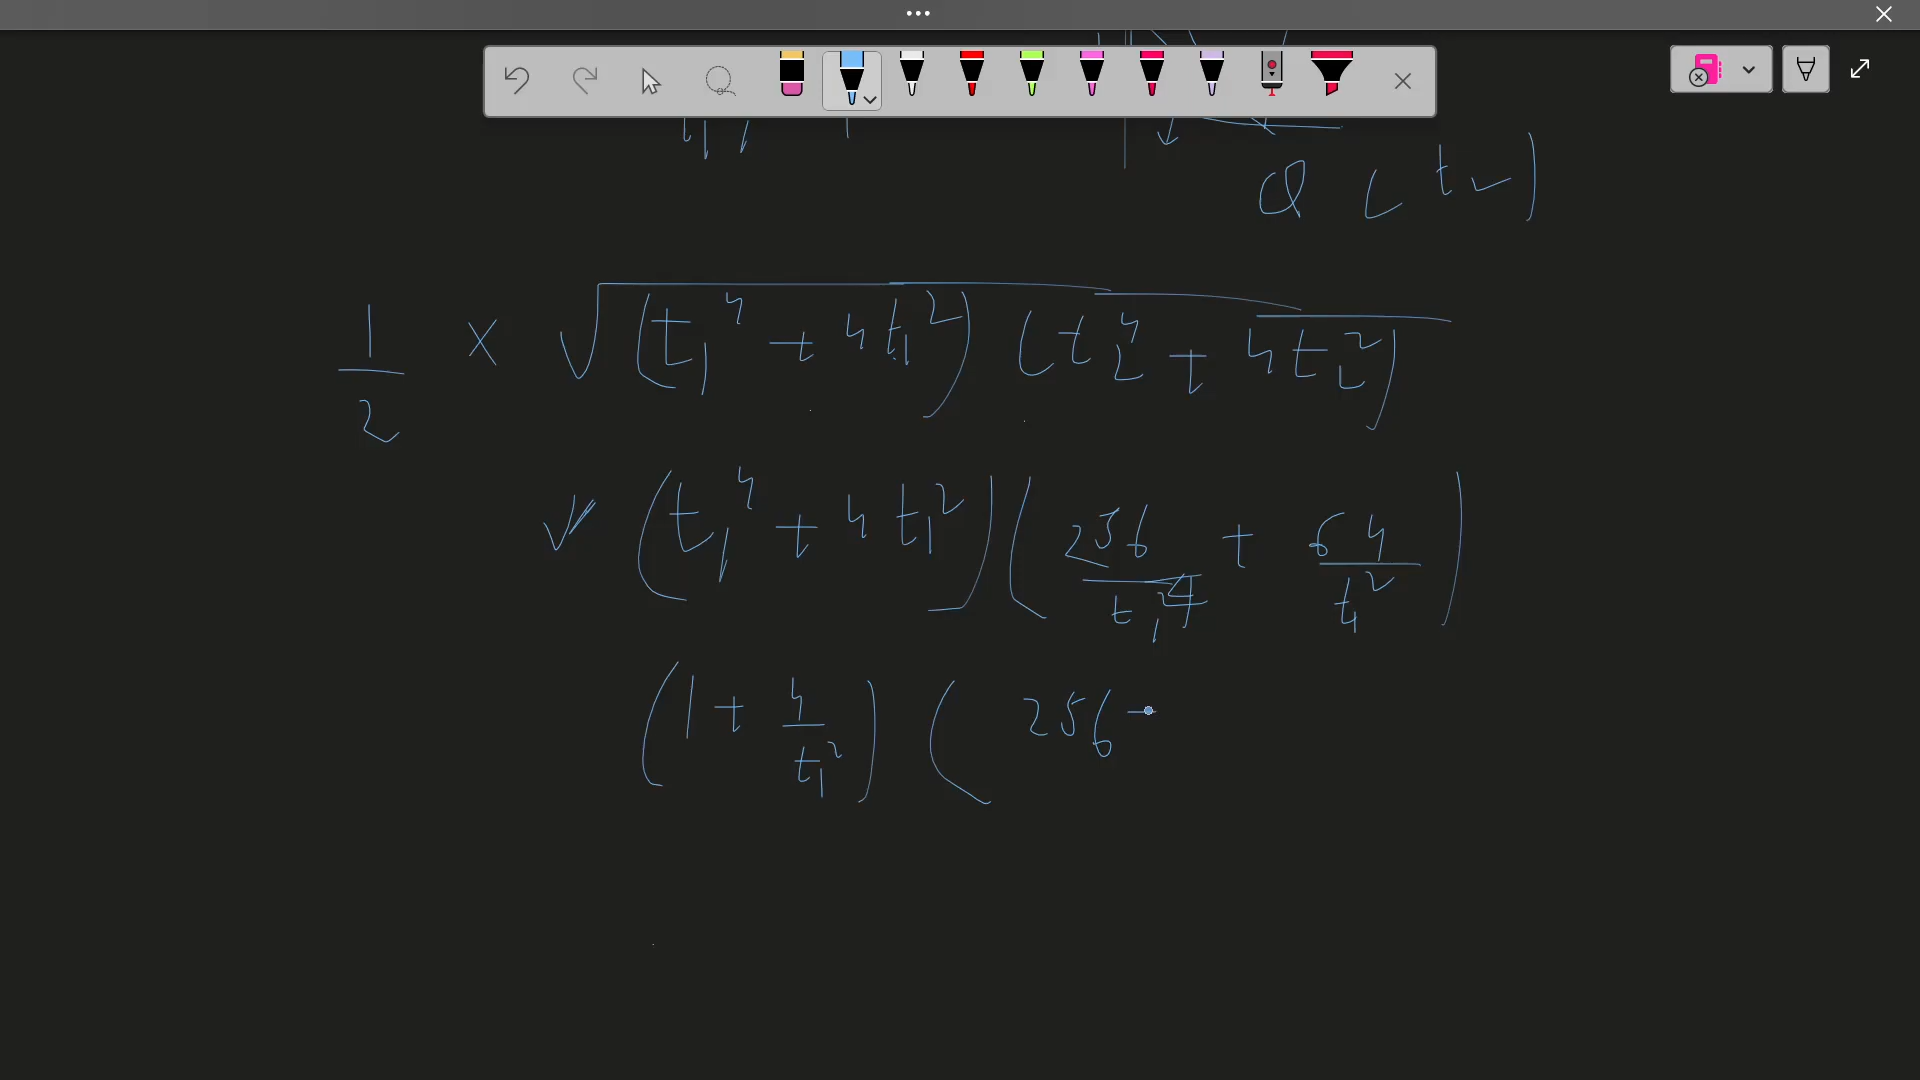 Q (t₂)
1/2 × √(t₁⁴ + 4t₁²) (t₂⁴ + 4t₂²)
(t₁⁴ + 4t₁²) (256/t₁⁴ + 64/t₁²)
(1 + 4/t₁²) ( 256 -